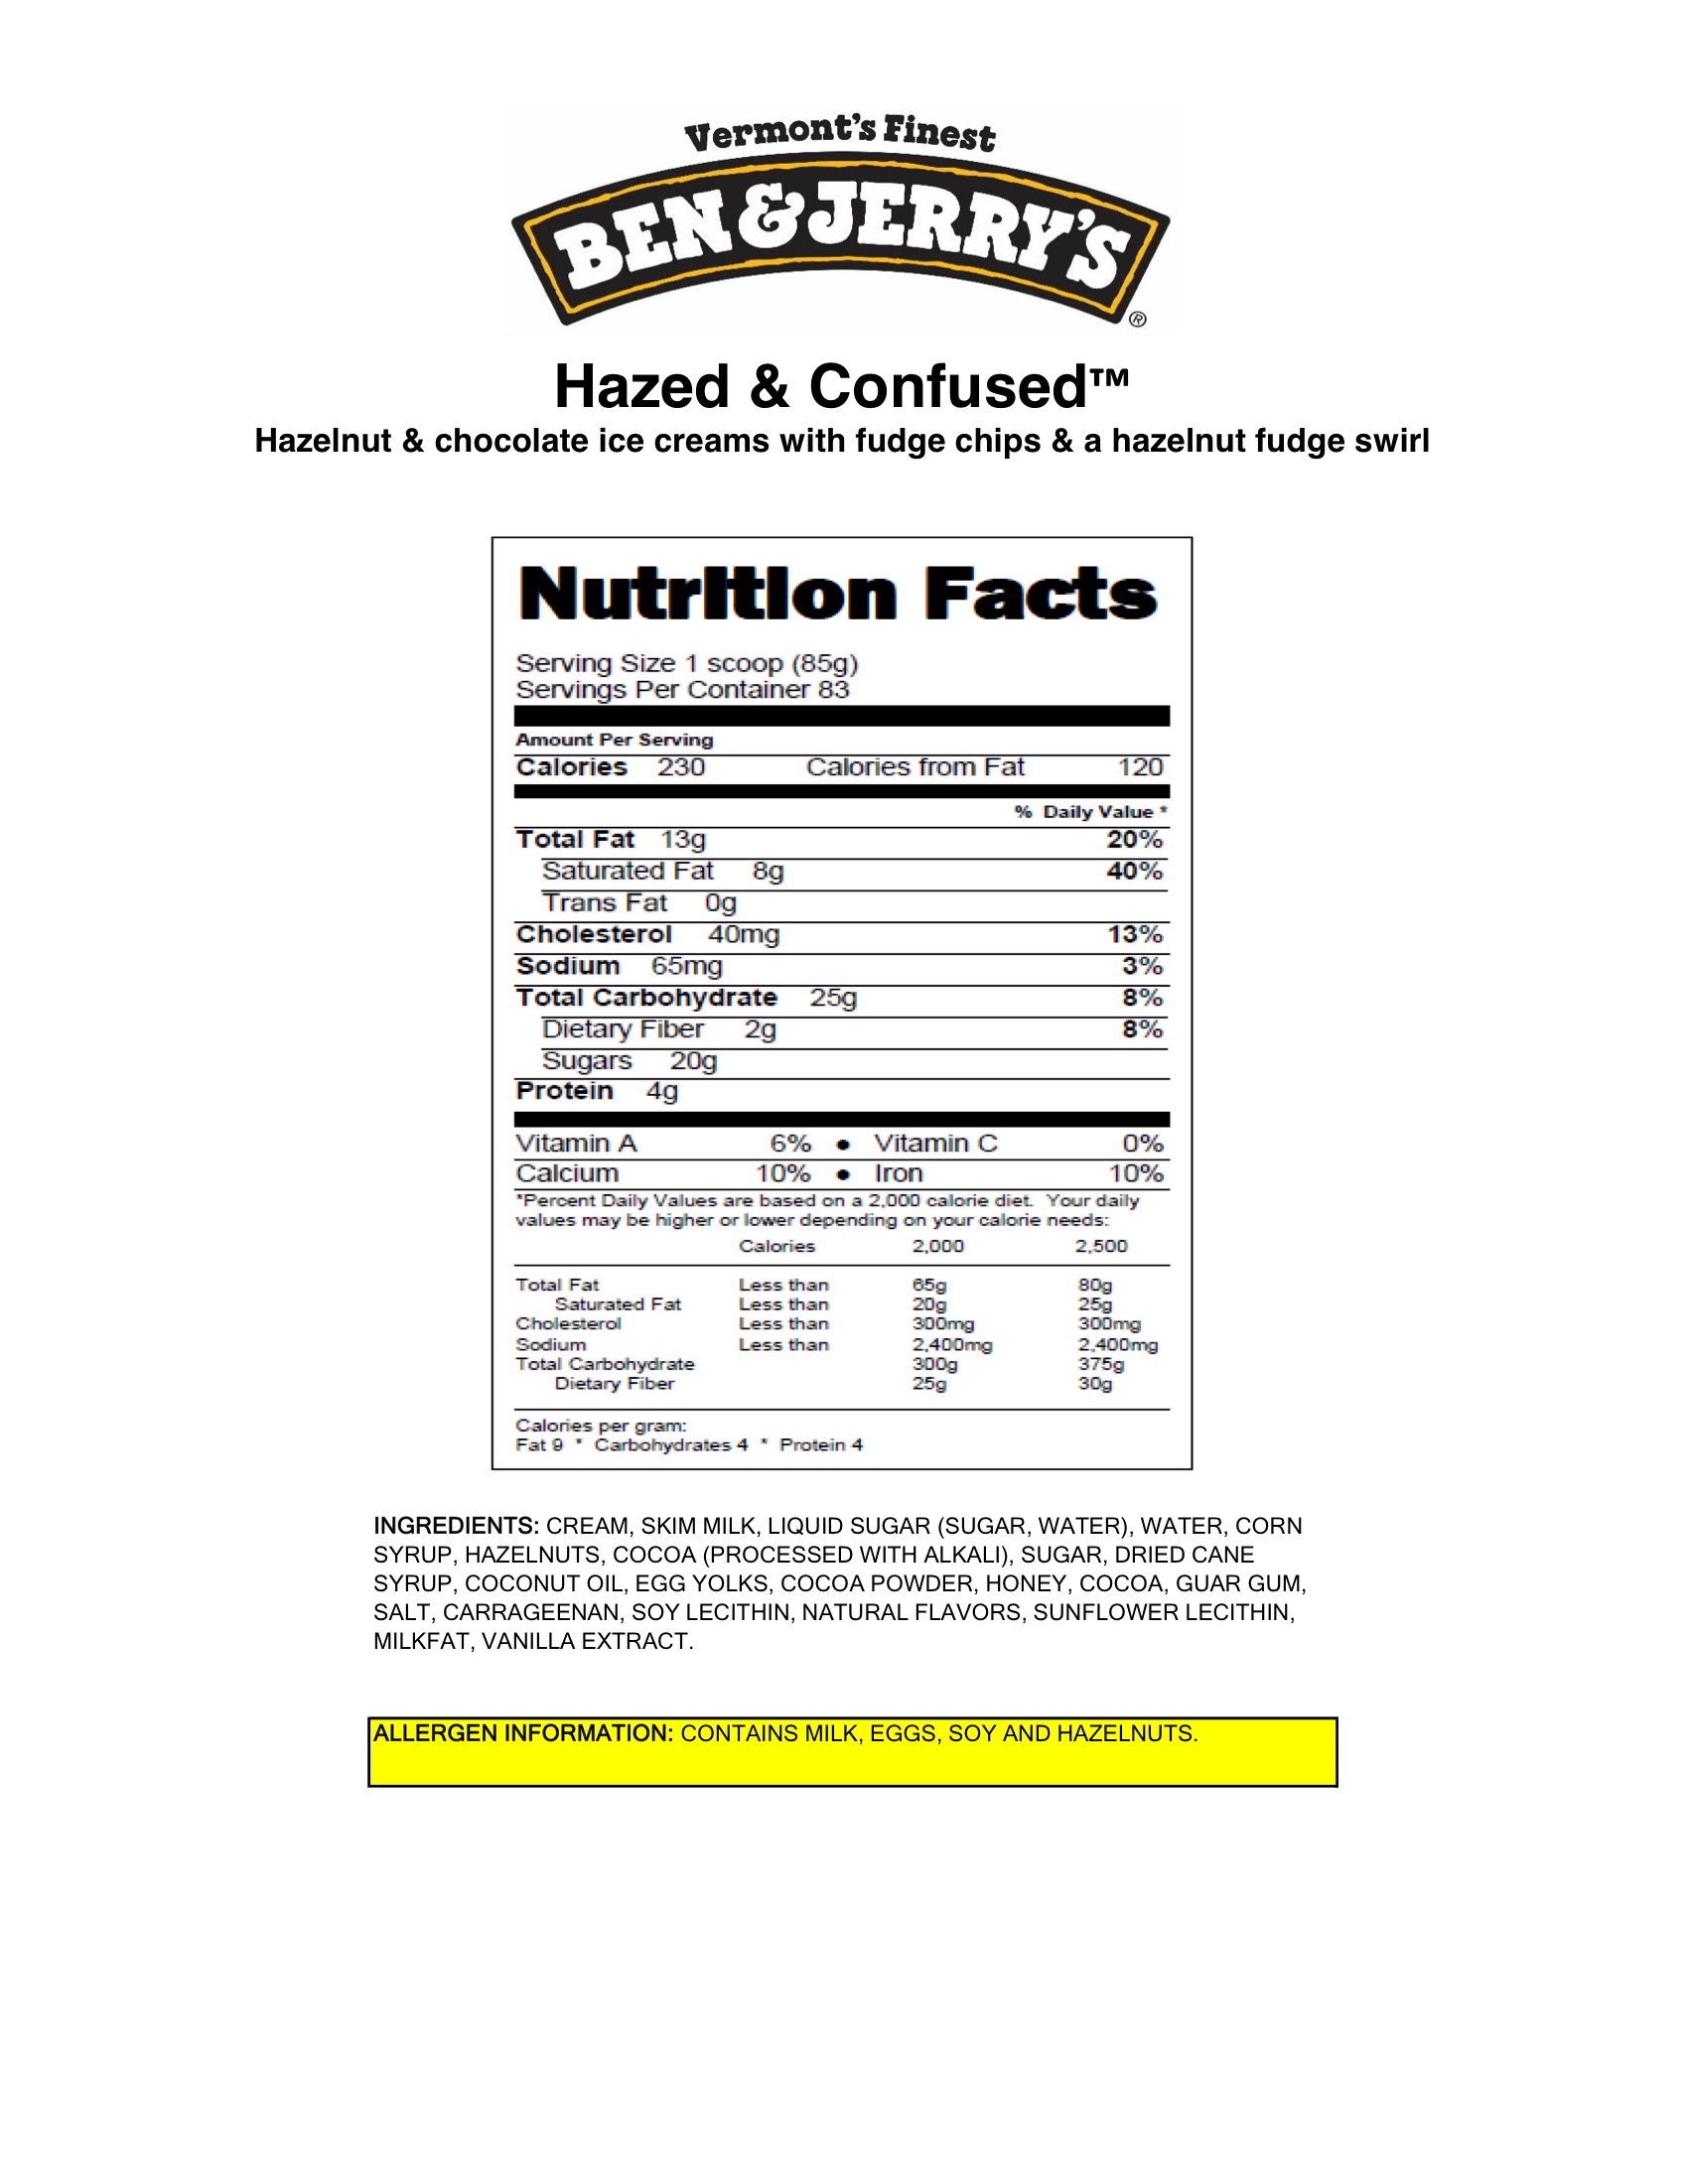 Vermont's Finest
BEN & JERRY'S
®
Hazed & Confused™
Hazelnut & chocolate ice creams with fudge chips & a hazelnut fudge swirl
Nutrition Facts
Serving Size 1 scoop (85g)
Servings Per Container 83
Amount Per Serving
Calories 230 Calories from Fat 120
% Daily Value *
Total Fat 13g 20%
Saturated Fat 8g 40%
Trans Fat 0g
Cholesterol 40mg 13%
Sodium 65mg 3%
Total Carbohydrate 25g 8%
Dietary Fiber 2g 8%
Sugars 20g
Protein 4g
Vitamin A 6% ● Vitamin C 0%
Calcium 10% ● Iron 10%
*Percent Daily Values are based on a 2,000 calorie diet. Your daily
values may be higher or lower depending on your calorie needs:
Calories 2,000 2,500
Total Fat Less than 65g 80g
Saturated Fat Less than 20g 25g
Cholesterol Less than 300mg 300mg
Sodium Less than 2,400mg 2,400mg
Total Carbohydrate 300g 375g
Dietary Fiber 25g 30g
Calories per gram:
Fat 9 * Carbohydrates 4 * Protein 4
INGREDIENTS: CREAM, SKIM MILK, LIQUID SUGAR (SUGAR, WATER), WATER, CORN
SYRUP, HAZELNUTS, COCOA (PROCESSED WITH ALKALI), SUGAR, DRIED CANE
SYRUP, COCONUT OIL, EGG YOLKS, COCOA POWDER, HONEY, COCOA, GUAR GUM,
SALT, CARRAGEENAN, SOY LECITHIN, NATURAL FLAVORS, SUNFLOWER LECITHIN,
MILKFAT, VANILLA EXTRACT.
ALLERGEN INFORMATION: CONTAINS MILK, EGGS, SOY AND HAZELNUTS.